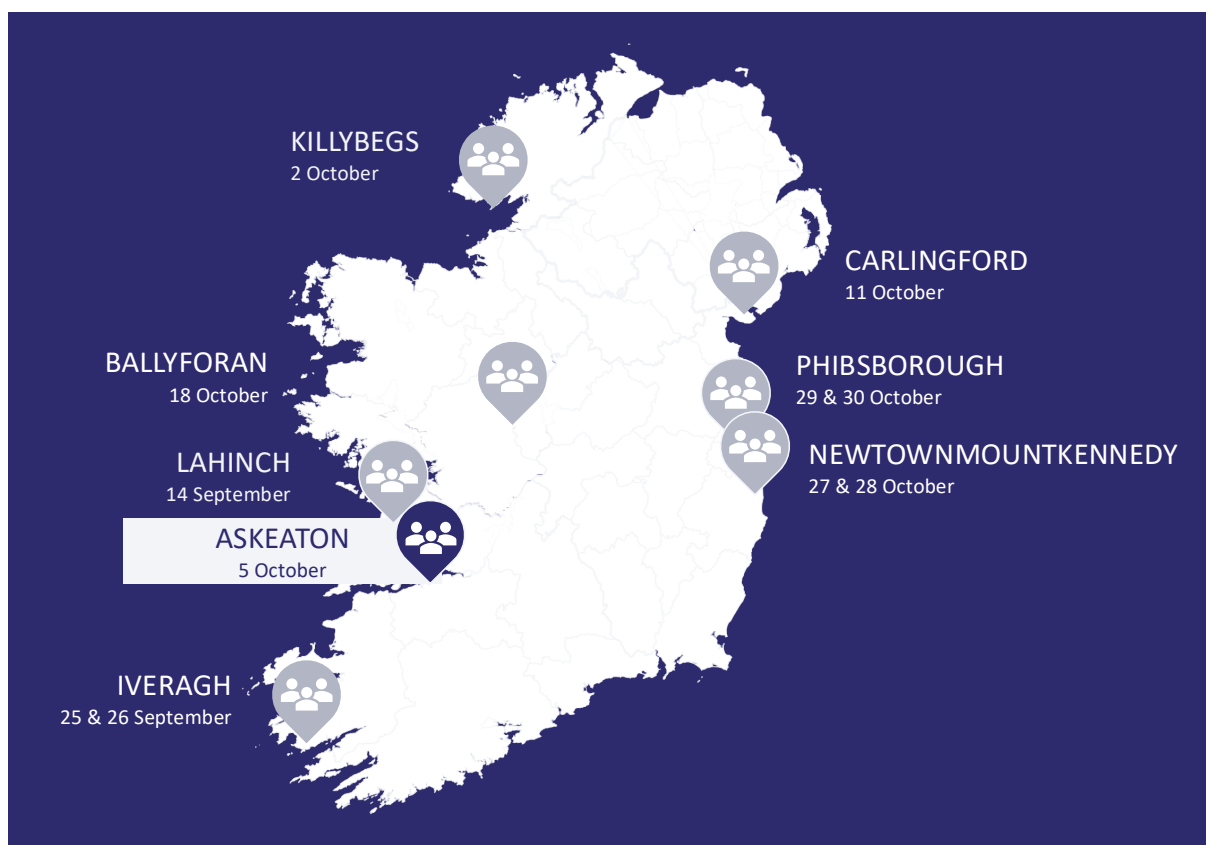 KILLYBEGS
2 October
CARLINGFORD
11 October
BALLYFORAN
18 October
PHIBSBOROUGH
29 & 30 October
LAHINCH
14 September
NEWTOWNMOUNTKENNEDY
27 & 28 October
ASKEATON
5 October
IVERAGH
25 & 26 September